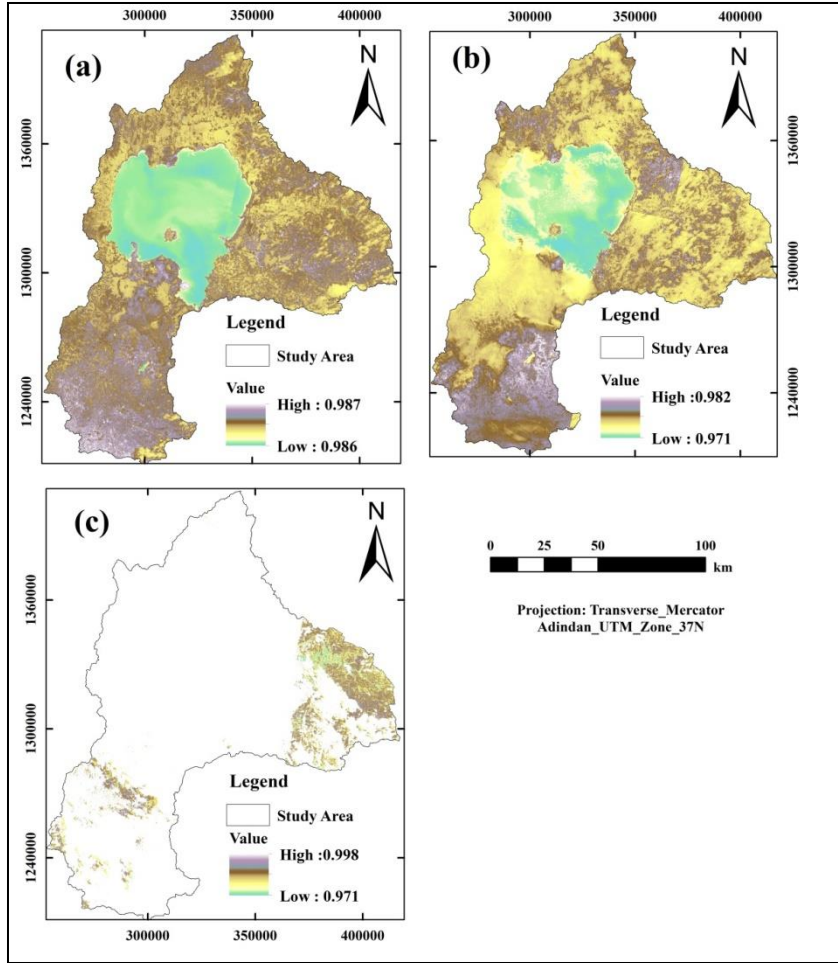 300000 350000 400000
300000 350000 400000
(a)
N
(b)
N
1360000
1300000
1240000
1360000
1300000
1240000
Legend
Study Area
Value
High : 0.987
Low : 0.986
Legend
Study Area
Value
High :0.982
Low : 0.971
(c)
N
1360000
1300000
1240000
Legend
Study Area
Value
High :0.998
Low : 0.971
300000 350000 400000
0 25 50 100
km
Projection: Transverse_Mercator
Adindan_UTM_Zone_37N